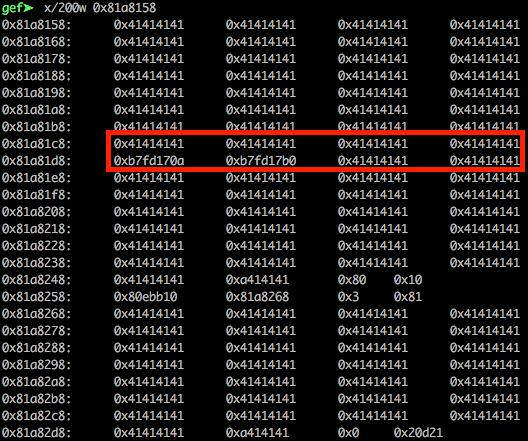 gef➤ x/200w 0x81a8158
0x81a8158: 0x41414141 0x41414141 0x41414141 0x41414141
0x81a8168: 0x41414141 0x41414141 0x41414141 0x41414141
0x81a8178: 0x41414141 0x41414141 0x41414141 0x41414141
0x81a8188: 0x41414141 0x41414141 0x41414141 0x41414141
0x81a8198: 0x41414141 0x41414141 0x41414141 0x41414141
0x81a81a8: 0x41414141 0x41414141 0x41414141 0x41414141
0x81a81b8: 0x41414141 0x41414141 0x41414141 0x41414141
0x81a81c8: 0x41414141 0x41414141 0x41414141 0x41414141
0x81a81d8: 0xb7fd170a 0xb7fd17b0 0x41414141 0x41414141
0x81a81e8: 0x41414141 0x41414141 0x41414141 0x41414141
0x81a81f8: 0x41414141 0x41414141 0x41414141 0x41414141
0x81a8208: 0x41414141 0x41414141 0x41414141 0x41414141
0x81a8218: 0x41414141 0x41414141 0x41414141 0x41414141
0x81a8228: 0x41414141 0x41414141 0x41414141 0x41414141
0x81a8238: 0x41414141 0x41414141 0x41414141 0x41414141
0x81a8248: 0x41414141 0xa414141 0x80 0x10
0x81a8258: 0x80ebb10 0x81a8268 0x3 0x81
0x81a8268: 0x41414141 0x41414141 0x41414141 0x41414141
0x81a8278: 0x41414141 0x41414141 0x41414141 0x41414141
0x81a8288: 0x41414141 0x41414141 0x41414141 0x41414141
0x81a8298: 0x41414141 0x41414141 0x41414141 0x41414141
0x81a82a8: 0x41414141 0x41414141 0x41414141 0x41414141
0x81a82b8: 0x41414141 0x41414141 0x41414141 0x41414141
0x81a82c8: 0x41414141 0x41414141 0x41414141 0x41414141
0x81a82d8: 0x41414141 0xa414141 0x0 0x20d21